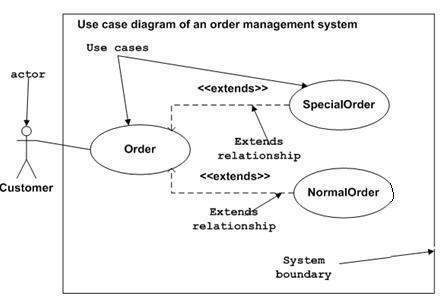 Use case diagram of an order management system
Use cases
actor
<<extends>>
SpecialOrder
Order
Extends
relationship
<<extends>>
Customer
NormalOrder
Extends
relationship
System
boundary